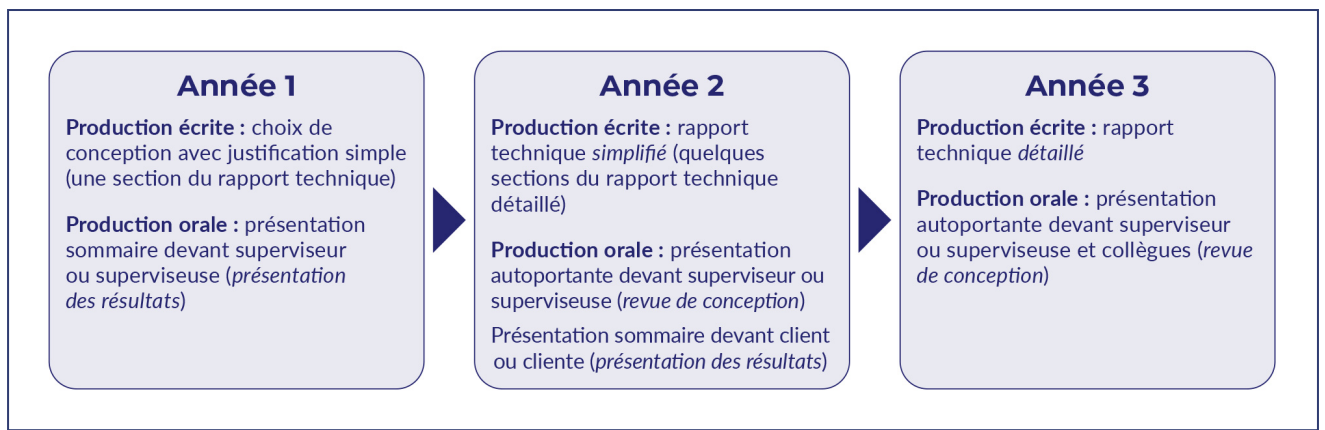 Année 1
Production écrite : choix de
conception avec justification simple
(une section du rapport technique)
Production orale : présentation
sommaire devant superviseur
ou superviseuse (présentation
des résultats)
Année 2
Production écrite : rapport
technique simplifié (quelques
sections du rapport technique
détaillé)
Production orale : présentation
autoportante devant superviseur ou
superviseuse (revue de conception)
Présentation sommaire devant client
ou cliente (présentation des résultats)
Année 3
Production écrite : rapport
technique détaillé
Production orale : présentation
autoportante devant superviseur
ou superviseuse et collègues (revue
de conception)